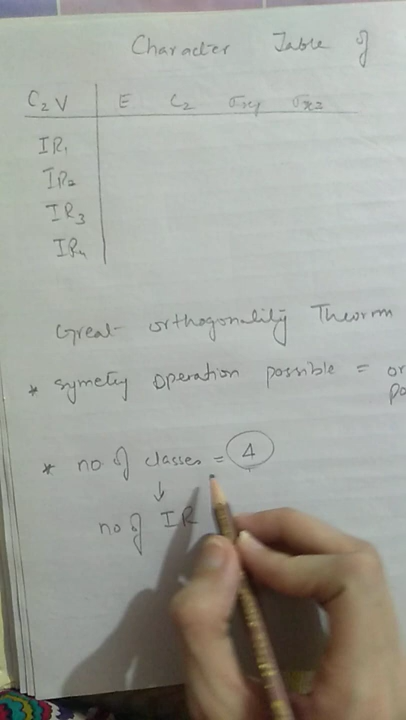 Character Table of
C2V E C2 σxy σxz
IR1
IR2
IR3
IR4
Great orthogonality Theorm
* symetry operation possible = or
po
* no of classes = 4
↓
no of IR